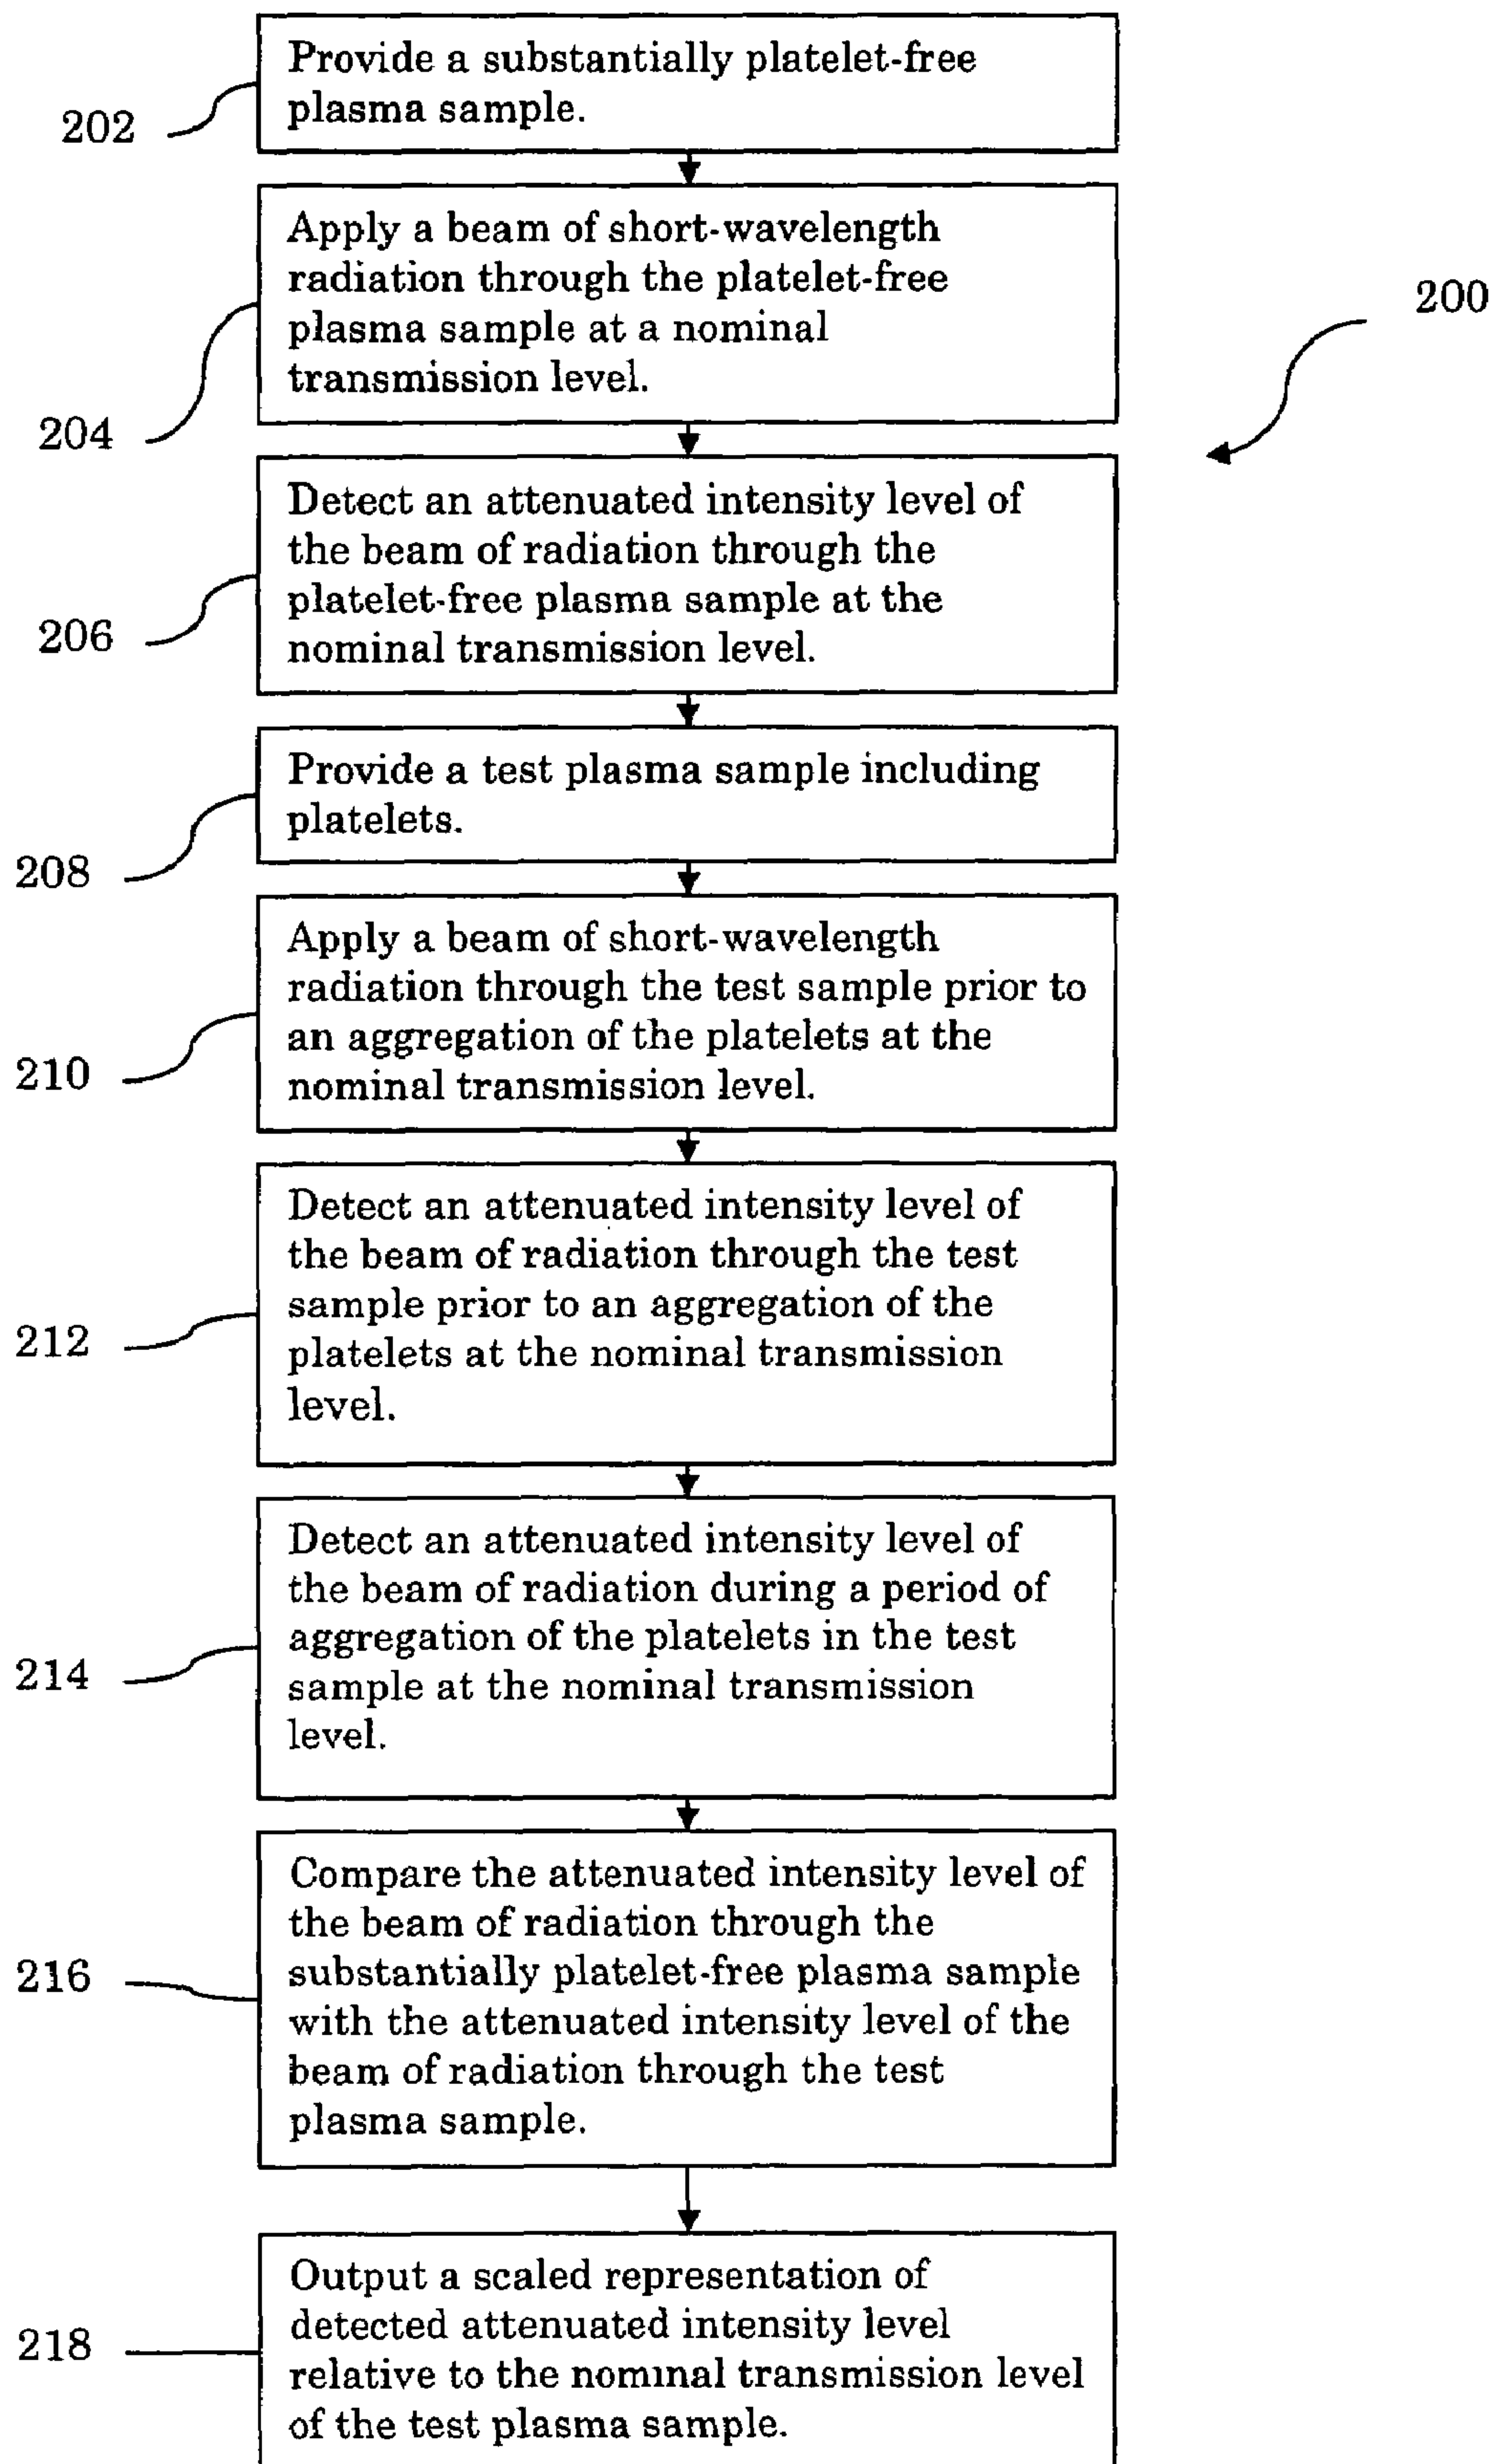 Provide a substantially platelet-free
plasma sample.
202
Apply a beam of short-wavelength
radiation through the platelet-free
plasma sample at a nominal
transmission level.
204
200
Detect an attenuated intensity level of
the beam of radiation through the
platelet-free plasma sample at the
nominal transmission level.
206
Provide a test plasma sample including
platelets.
208
Apply a beam of short-wavelength
radiation through the test sample prior to
an aggregation of the platelets at the
nominal transmission level.
210
Detect an attenuated intensity level of
the beam of radiation through the test
sample prior to an aggregation of the
platelets at the nominal transmission
level.
212
Detect an attenuated intensity level of
the beam of radiation during a period of
aggregation of the platelets in the test
sample at the nominal transmission
level.
214
Compare the attenuated intensity level of
the beam of radiation through the
substantially platelet-free plasma sample
with the attenuated intensity level of the
beam of radiation through the test
plasma sample.
216
Output a scaled representation of
detected attenuated intensity level
relative to the nominal transmission level
of the test plasma sample.
218